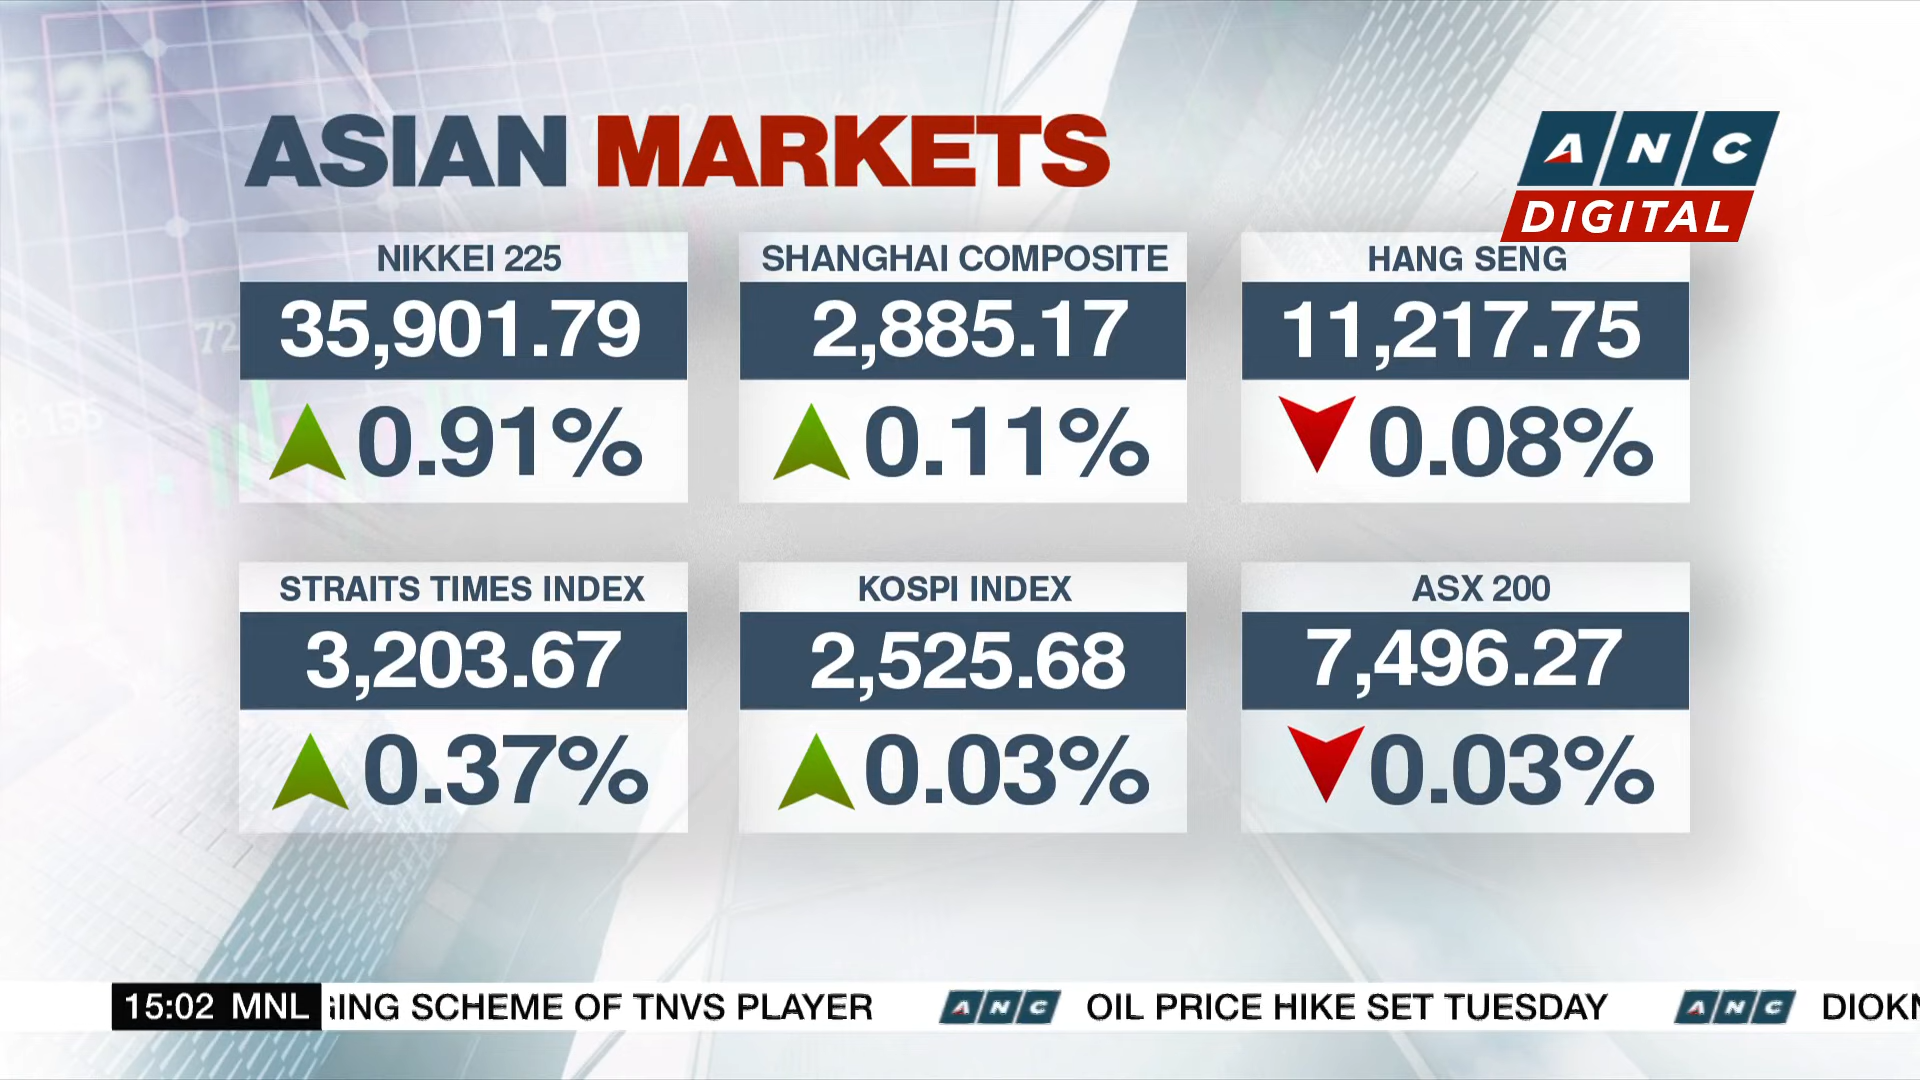 ASIAN MARKETS
ANC
DIGITAL
NIKKEI 225
35,901.79
0.91%
SHANGHAI COMPOSITE
2,885.17
0.11%
HANG SENG
11,217.75
0.08%
STRAITS TIMES INDEX
3,203.67
0.37%
KOSPI INDEX
2,525.68
0.03%
ASX 200
7,496.27
0.03%
15:02 MNL GING SCHEME OF TNVS PLAYER ANC OIL PRICE HIKE SET TUESDAY ANC DIOKN